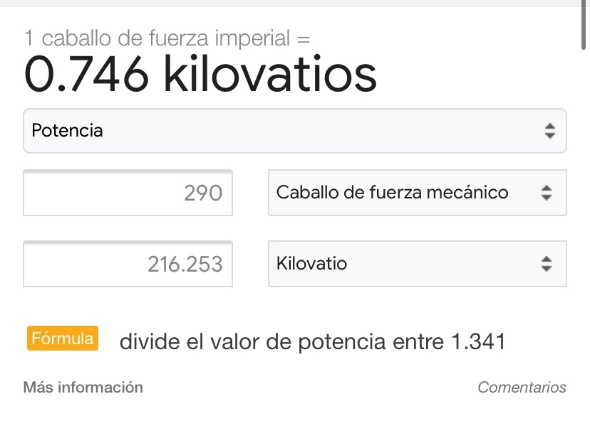 1 caballo de fuerza imperial =
0.746 kilovatios
Potencia
290 Caballo de fuerza mecánico
216.253 Kilovatio
Fórmula divide el valor de potencia entre 1.341
Más información Comentarios